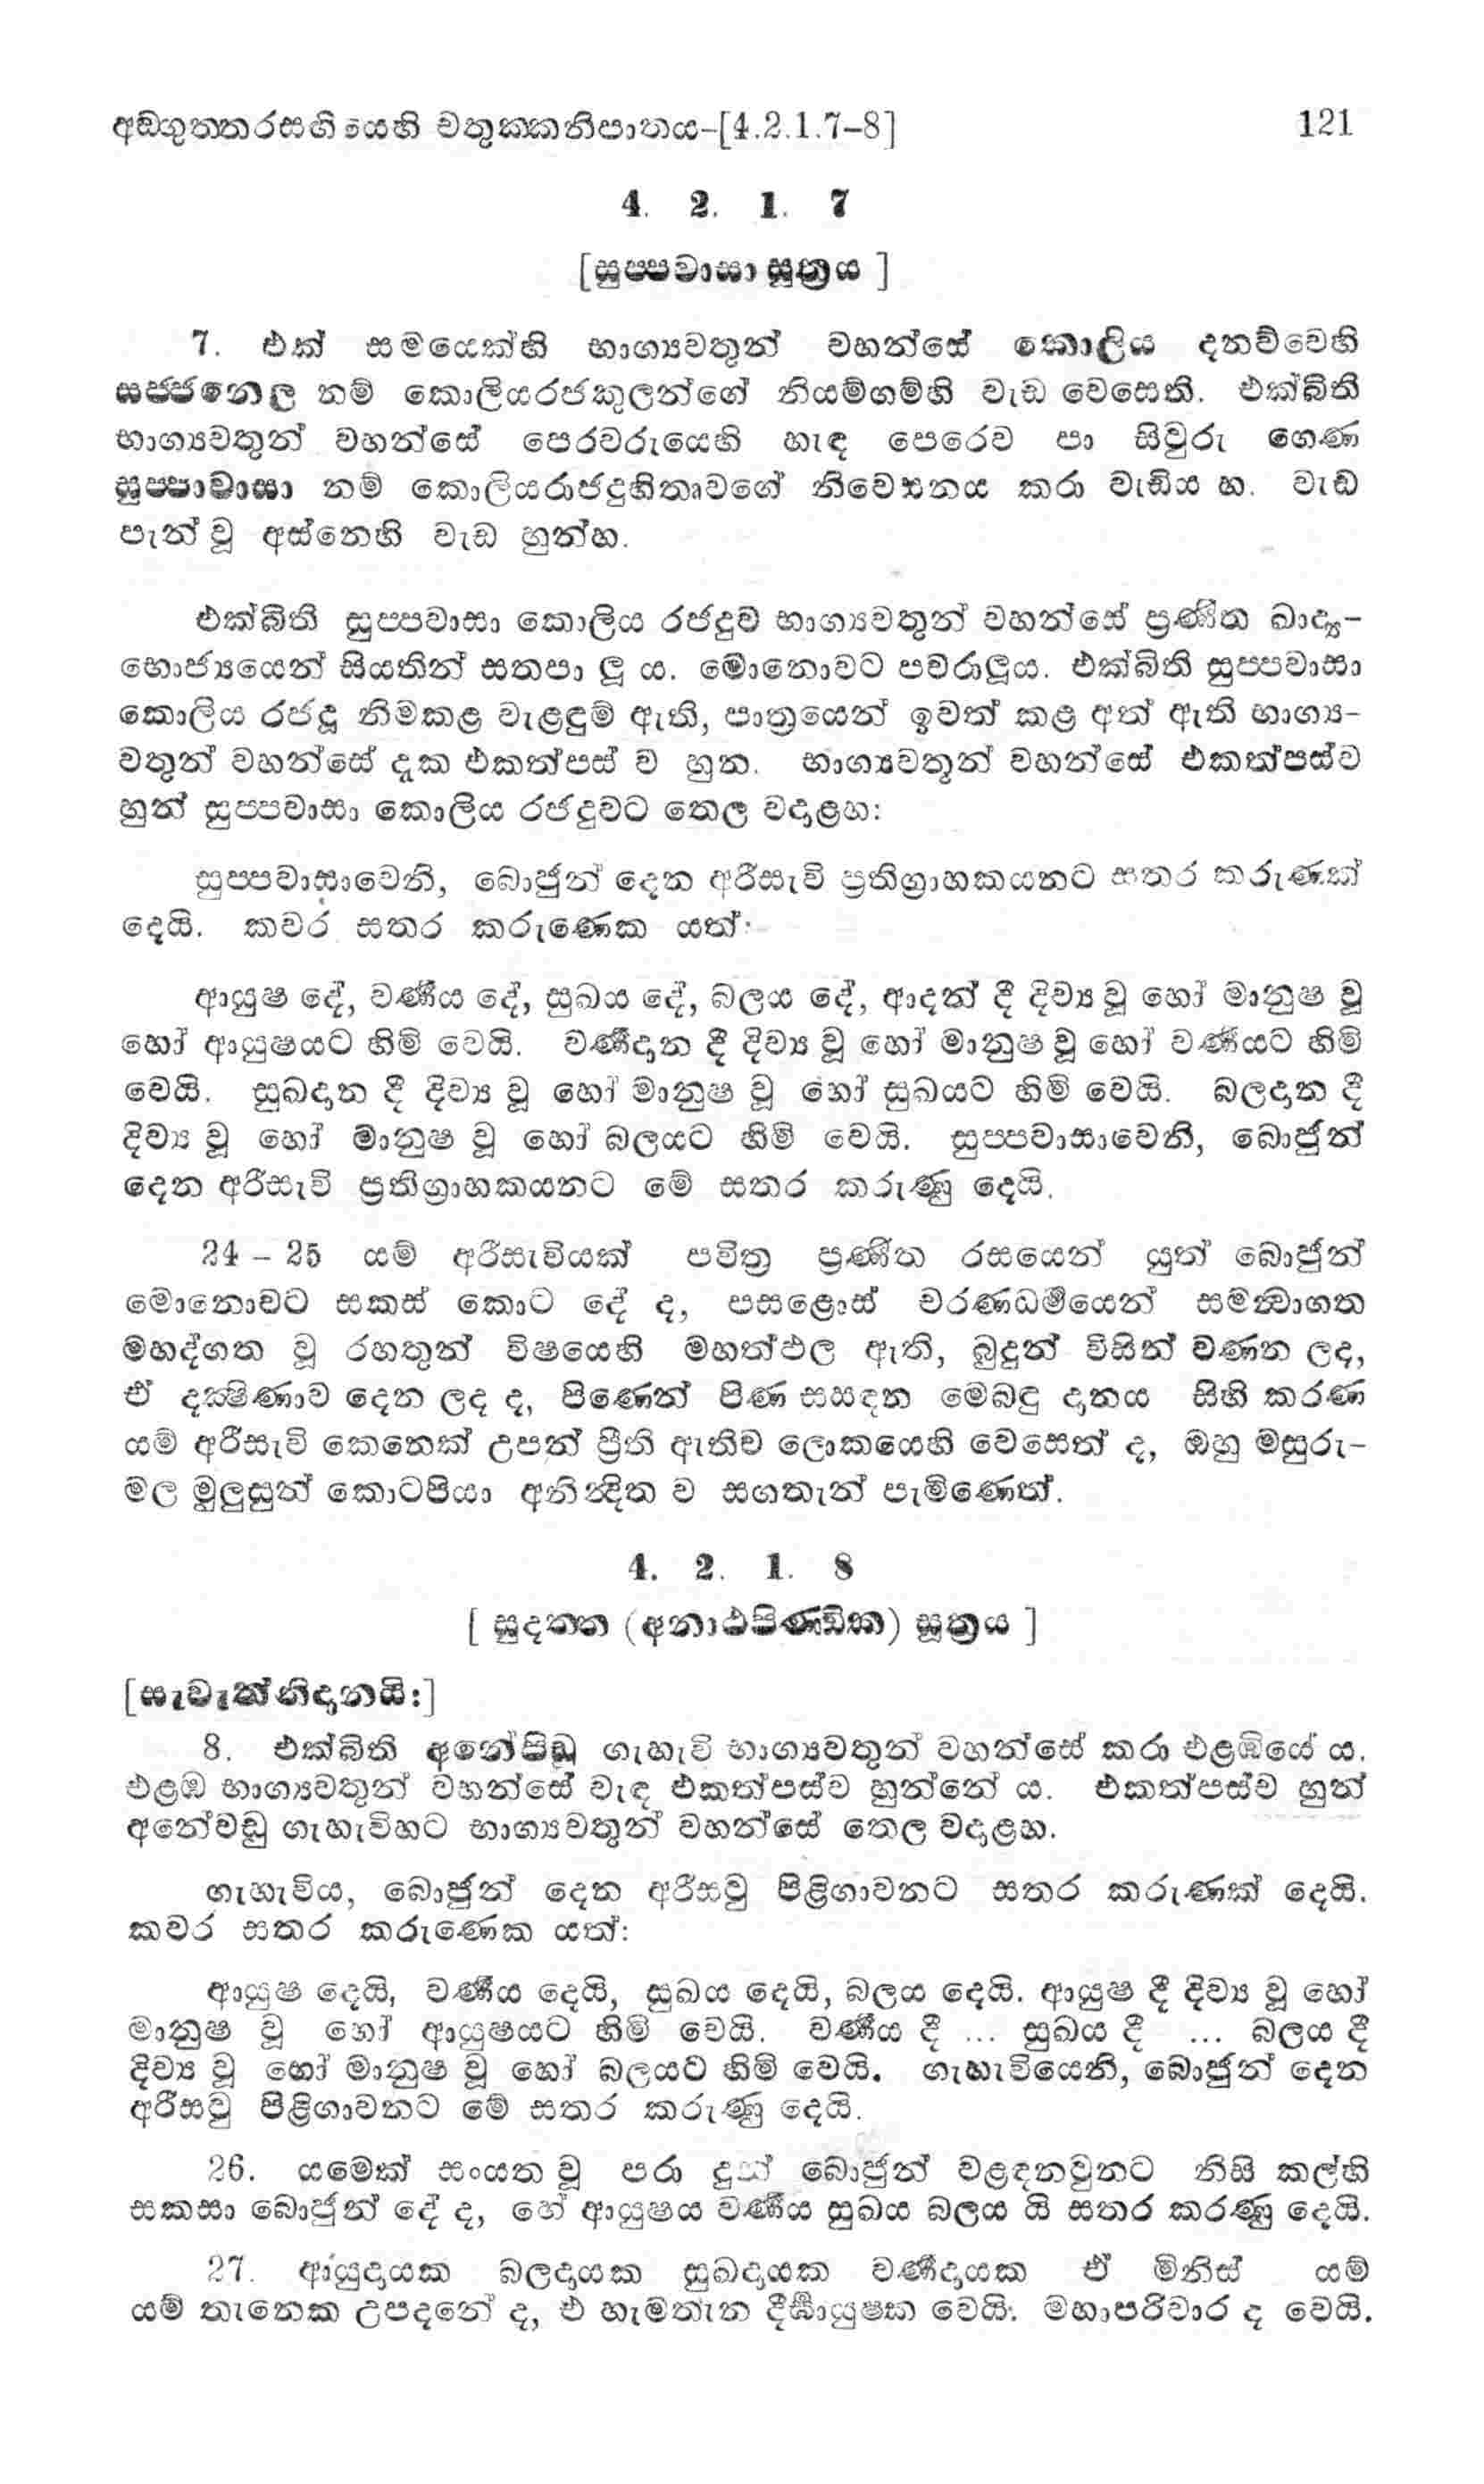 අඞ්ගුත්තරසඟියෙහි චතුක්කනිපාතය-[4.2.1.7-8] 121
4. 2. 1. 7
[සුප්පවාසා සූත්‍රය ]
7. එක් සමයෙක්හි භාග්‍යවතුන් වහන්සේ කොලිය දනව්වෙහි
සජ්ජනෙල නම් කොලියරජකුලන්ගේ නියම්ගම්හි වැඩ වෙසෙති. එක්බිති
භාග්‍යවතුන් වහන්සේ පෙරවරුයෙහි හැඳ පෙරෙව පා සිවුරු ගෙණ
සුප්පාවාසා නම් කොලියරාජදුහිතෘවගේ නිවෙසනය කරා වැඩිය හ. වැඩ
පැන් වූ අස්නෙහි වැඩ හුන්හ.
එක්බිති සුප්පවාසා කොලිය රජදුව භාග්‍යවතුන් වහන්සේ ප්‍රණීත ඛාද්‍ය-
භොජ්‍යයෙන් සියතින් සතපා ලූ ය. මොනොවට පවරාලූය. එක්බිති සුප්පවාසා
කොලිය රජදූ නිමකළ වැළඳුම් ඇති, පාත්‍රයෙන් ඉවත් කළ අත් ඇති භාග්‍ය-
වතුන් වහන්සේ දැක එකත්පස් ව හුන. භාග්‍යවතුන් වහන්සේ එකත්පස්ව
හුන් සුප්පවාසා කොලිය රජදුවට තෙල වදාළහ:
සුප්පවාසාවෙනි, බොජුන් දෙන අරීසැවි ප්‍රතිග්‍රාහකයනට සතර කරුණක්
දෙයි. කවර සතර කරුණෙක යත්:
ආයුෂ දේ, වර්‍ණය දේ, සුඛය දේ, බලය දේ, ආදන් දී දිව්‍ය වූ හෝ මානුෂ වූ
හෝ ආයුෂයට හිමි වෙයි. වර්‍ණදාන දී දිව්‍ය වූ හෝ මානුෂ වූ හෝ වර්‍ණයට හිමි
වෙයි. සුඛදාන දී දිව්‍ය වූ හෝ මානුෂ වූ හෝ සුඛයට හිමි වෙයි. බලදාන දී
දිව්‍ය වූ හෝ මානුෂ වූ හෝ බලයට හිමි වෙයි. සුප්පවාසාවෙනි, බොජුන්
දෙන අරීසැවි ප්‍රතිග්‍රාහකයනට මේ සතර කරුණු දෙයි.
24 - 25 යම් අරීසැවියක් පවිත්‍ර ප්‍රණීත රසයෙන් යුත් බොජුන්
මොනොවට සකස් කොට දේ ද, පසළොස් චරණධර්‍මයෙන් සමන්‍වාගත
මහද්ගත වූ රහතුන් විෂයෙහි මහත්ඵල ඇති, බුදුන් විසින් වණන ලද,
ඒ දක්‍ෂිණාව දෙන ලද ද, පිණෙන් පිණ සසඳන මෙබඳු දානය සිහි කරණ
යම් අරීසැවි කෙනෙක් උපන් ප්‍රීති ඇතිව ලොකයෙහි වෙසෙත් ද, ඔහු මසුරු-
මල මුලුසුන් කොටපියා අනින්‍දිත ව සගතැන් පැමිණෙත්.
4. 2. 1. 8
[ සුදත්ත (අනාථපිණ්ඩික) සූත්‍රය ]
[සැවැත්නිදානයි:]
8. එක්බිති අනේපිඬු ගැහැවි භාග්‍යවතුන් වහන්සේ කරා එළඹියේ ය.
එළඹ භාග්‍යවතුන් වහන්සේ වැඳ එකත්පස්ව හුන්නේ ය. එකත්පස්ව හුන්
අනේවඩු ගැහැවිහට භාග්‍යවතුන් වහන්සේ තෙල වදාළහ.
ගැහැවිය, බොජුන් දෙන අරීසවු පිළිගාවනට සතර කරුණක් දෙයි.
කවර සතර කරුණෙක යත්:
ආයුෂ දෙයි, වර්‍ණය දෙයි, සුඛය දෙයි, බලය දෙයි. ආයුෂ දී දිව්‍ය වූ හෝ
මානුෂ වූ හෝ ආයුෂයට හිමි වෙයි. වර්‍ණය දී ... සුඛය දී ... බලය දී
දිව්‍ය වූ හෝ මානුෂ වූ හෝ බලයට හිමි වෙයි. ගැහැවියෙනි, බොජුන් දෙන
අරීසවු පිළිගාවනට මේ සතර කරුණු දෙයි.
26. යමෙක් සංයත වූ පරා දුන් බොජුන් වළඳනවුනට නිසි කල්හි
සකසා බොජුන් දේ ද, හේ ආයුෂය වර්‍ණය සුඛය බලය යි සතර කරණු දෙයි.
27. ආයුදායක බලදායක සුඛදායක වර්‍ණදායක ඒ මිනිස් යම්
යම් තැනෙක උපදනේ ද, එ හැමතැන දීර්‍ඝායුෂක වෙයි. මහාපරිවාර ද වෙයි.